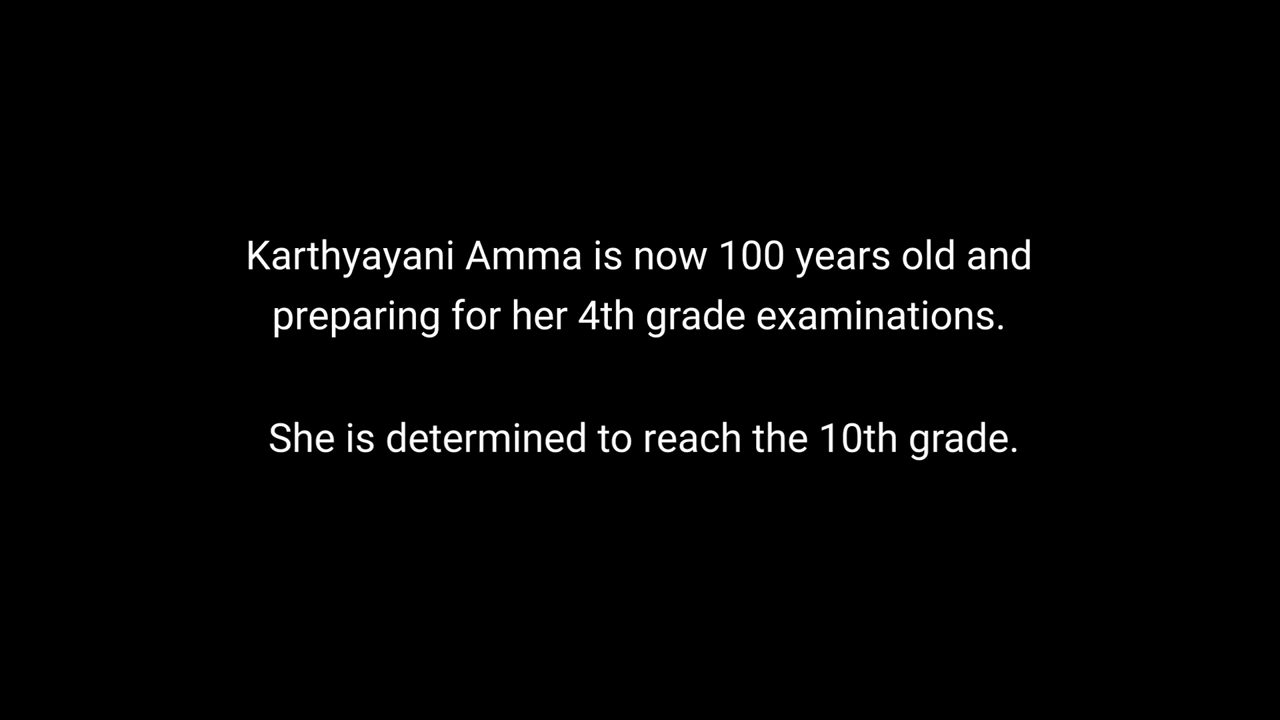 Karthyayani Amma is now 100 years old and
preparing for her 4th grade examinations.
She is determined to reach the 10th grade.